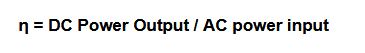 η = DC Power Output / AC power input